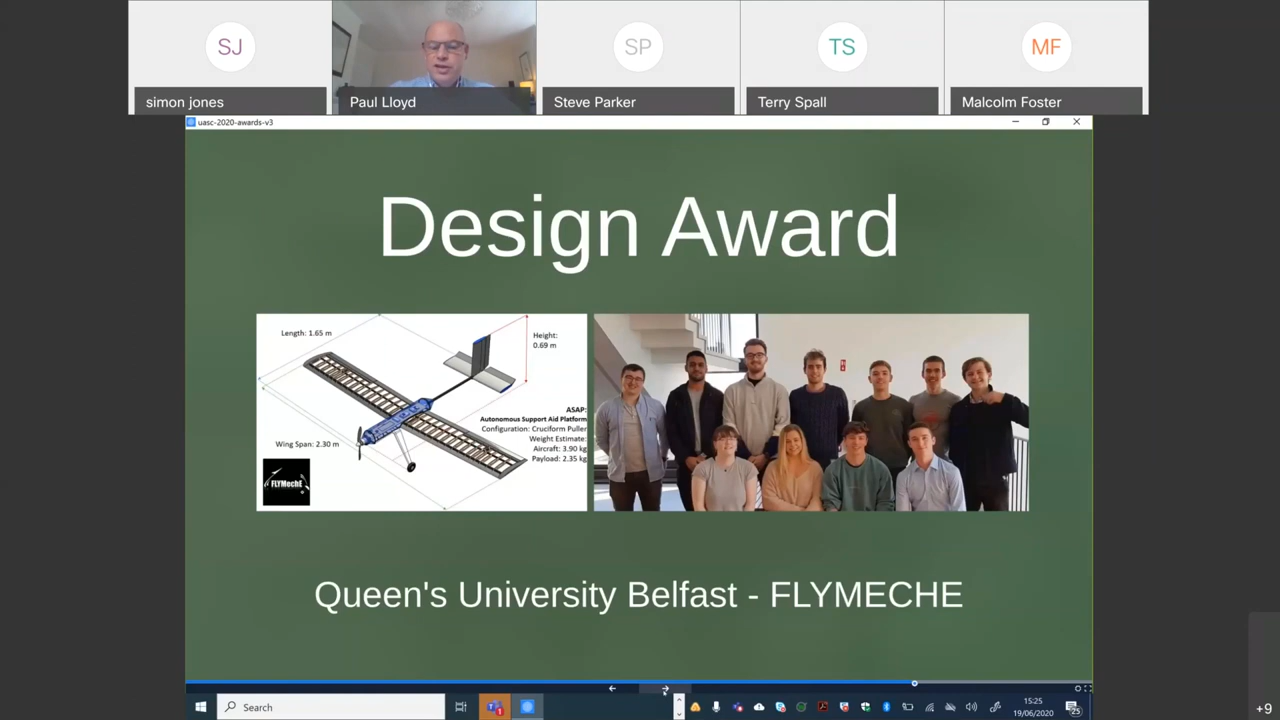 SJ
SP
TS
MF
simon jones
Paul Lloyd
Steve Parker
Terry Spall
Malcolm Foster
uasc-2020-awards-v3
Design Award
Length: 1.65 m
Height:
0.69 m
ASAP:
Autonomous Support Aid Platform
Configuration: Cruciform Puller
Weight Estimate:
Aircraft: 3.90 kg
Payload: 2.35 kg
Wing Span: 2.30 m
FLYMechE
Queen's University Belfast - FLYMECHE
Search
1
15:25
19/06/2020
25
+9